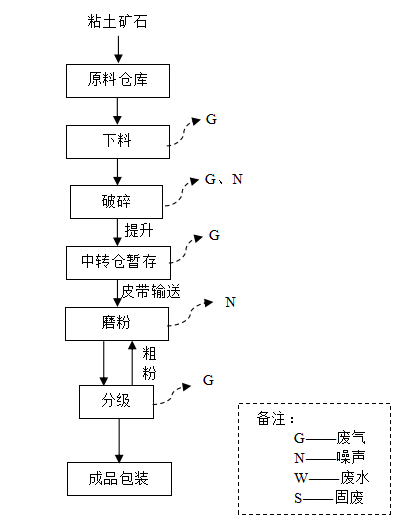 粘土矿石
原料仓库
下料
G
破碎
G、N
提升
中转仓暂存
G
皮带输送
磨粉
N
粗
粉
分级
G
成品包装
备注：
G——废气
N——噪声
W——废水
S——固废